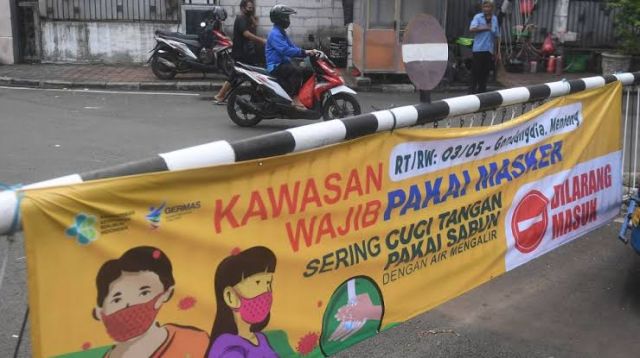 GERMAS
RT/RW: 03/05 - Gondangdia, Menteng
KAWASAN
WAJIB PAKAI MASKER
SERING CUCI TANGAN
PAKAI SABUN
DENGAN AIR MENGALIR
DILARANG
MASUK